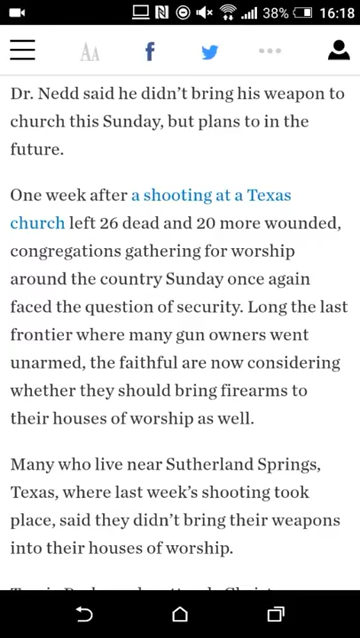 38% 16:18
AA f
Dr. Nedd said he didn't bring his weapon to
church this Sunday, but plans to in the
future.
One week after a shooting at a Texas
church left 26 dead and 20 more wounded,
congregations gathering for worship
around the country Sunday once again
faced the question of security. Long the last
frontier where many gun owners went
unarmed, the faithful are now considering
whether they should bring firearms to
their houses of worship as well.
Many who live near Sutherland Springs,
Texas, where last week's shooting took
place, said they didn't bring their weapons
into their houses of worship.